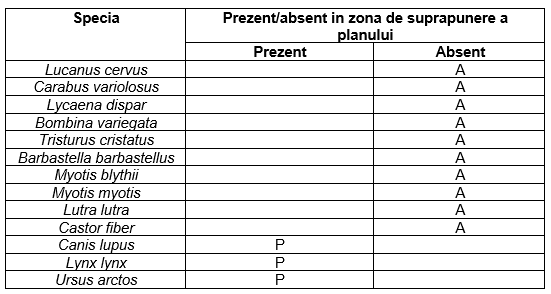 Specia Prezent/absent in zona de suprapunere a
planului
Prezent Absent
Lucanus cervus A
Carabus variolosus A
Lycaena dispar A
Bombina variegata A
Tristurus cristatus A
Barbastella barbastellus A
Myotis blythii A
Myotis myotis A
Lutra lutra A
Castor fiber A
Canis lupus P
Lynx lynx P
Ursus arctos P